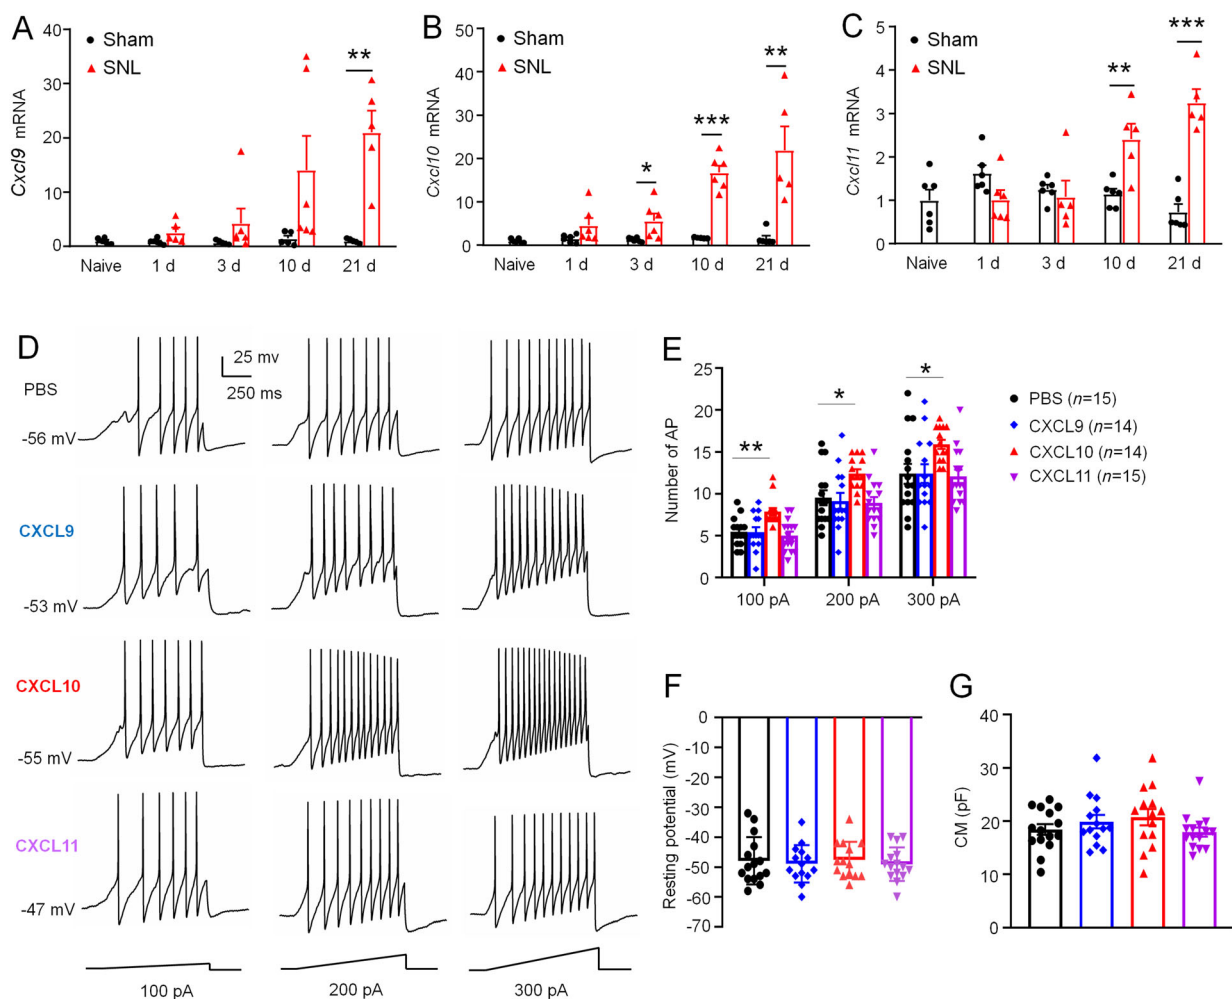 A
Cxcl9 mRNA
40
30
20
10
0
Sham
SNL
**
Naive
1 d
3 d
10 d
21 d
B
Cxcl10 mRNA
50
40
30
20
10
0
Sham
SNL
*
***
**
Naive
1 d
3 d
10 d
21 d
C
Cxcl11 mRNA
5
4
3
2
1
0
Sham
SNL
**
***
Naive
1 d
3 d
10 d
21 d
D
PBS
-56 mV
25 mv
250 ms
CXCL9
-53 mV
CXCL10
-55 mV
CXCL11
-47 mV
100 pA
200 pA
300 pA
E
Number of AP
25
20
15
10
5
0
**
*
*
100 pA
200 pA
300 pA
PBS (n=15)
CXCL9 (n=14)
CXCL10 (n=14)
CXCL11 (n=15)
F
Resting potential (mV)
0
-10
-20
-30
-40
-50
-60
-70
G
CM (pF)
40
30
20
10
0